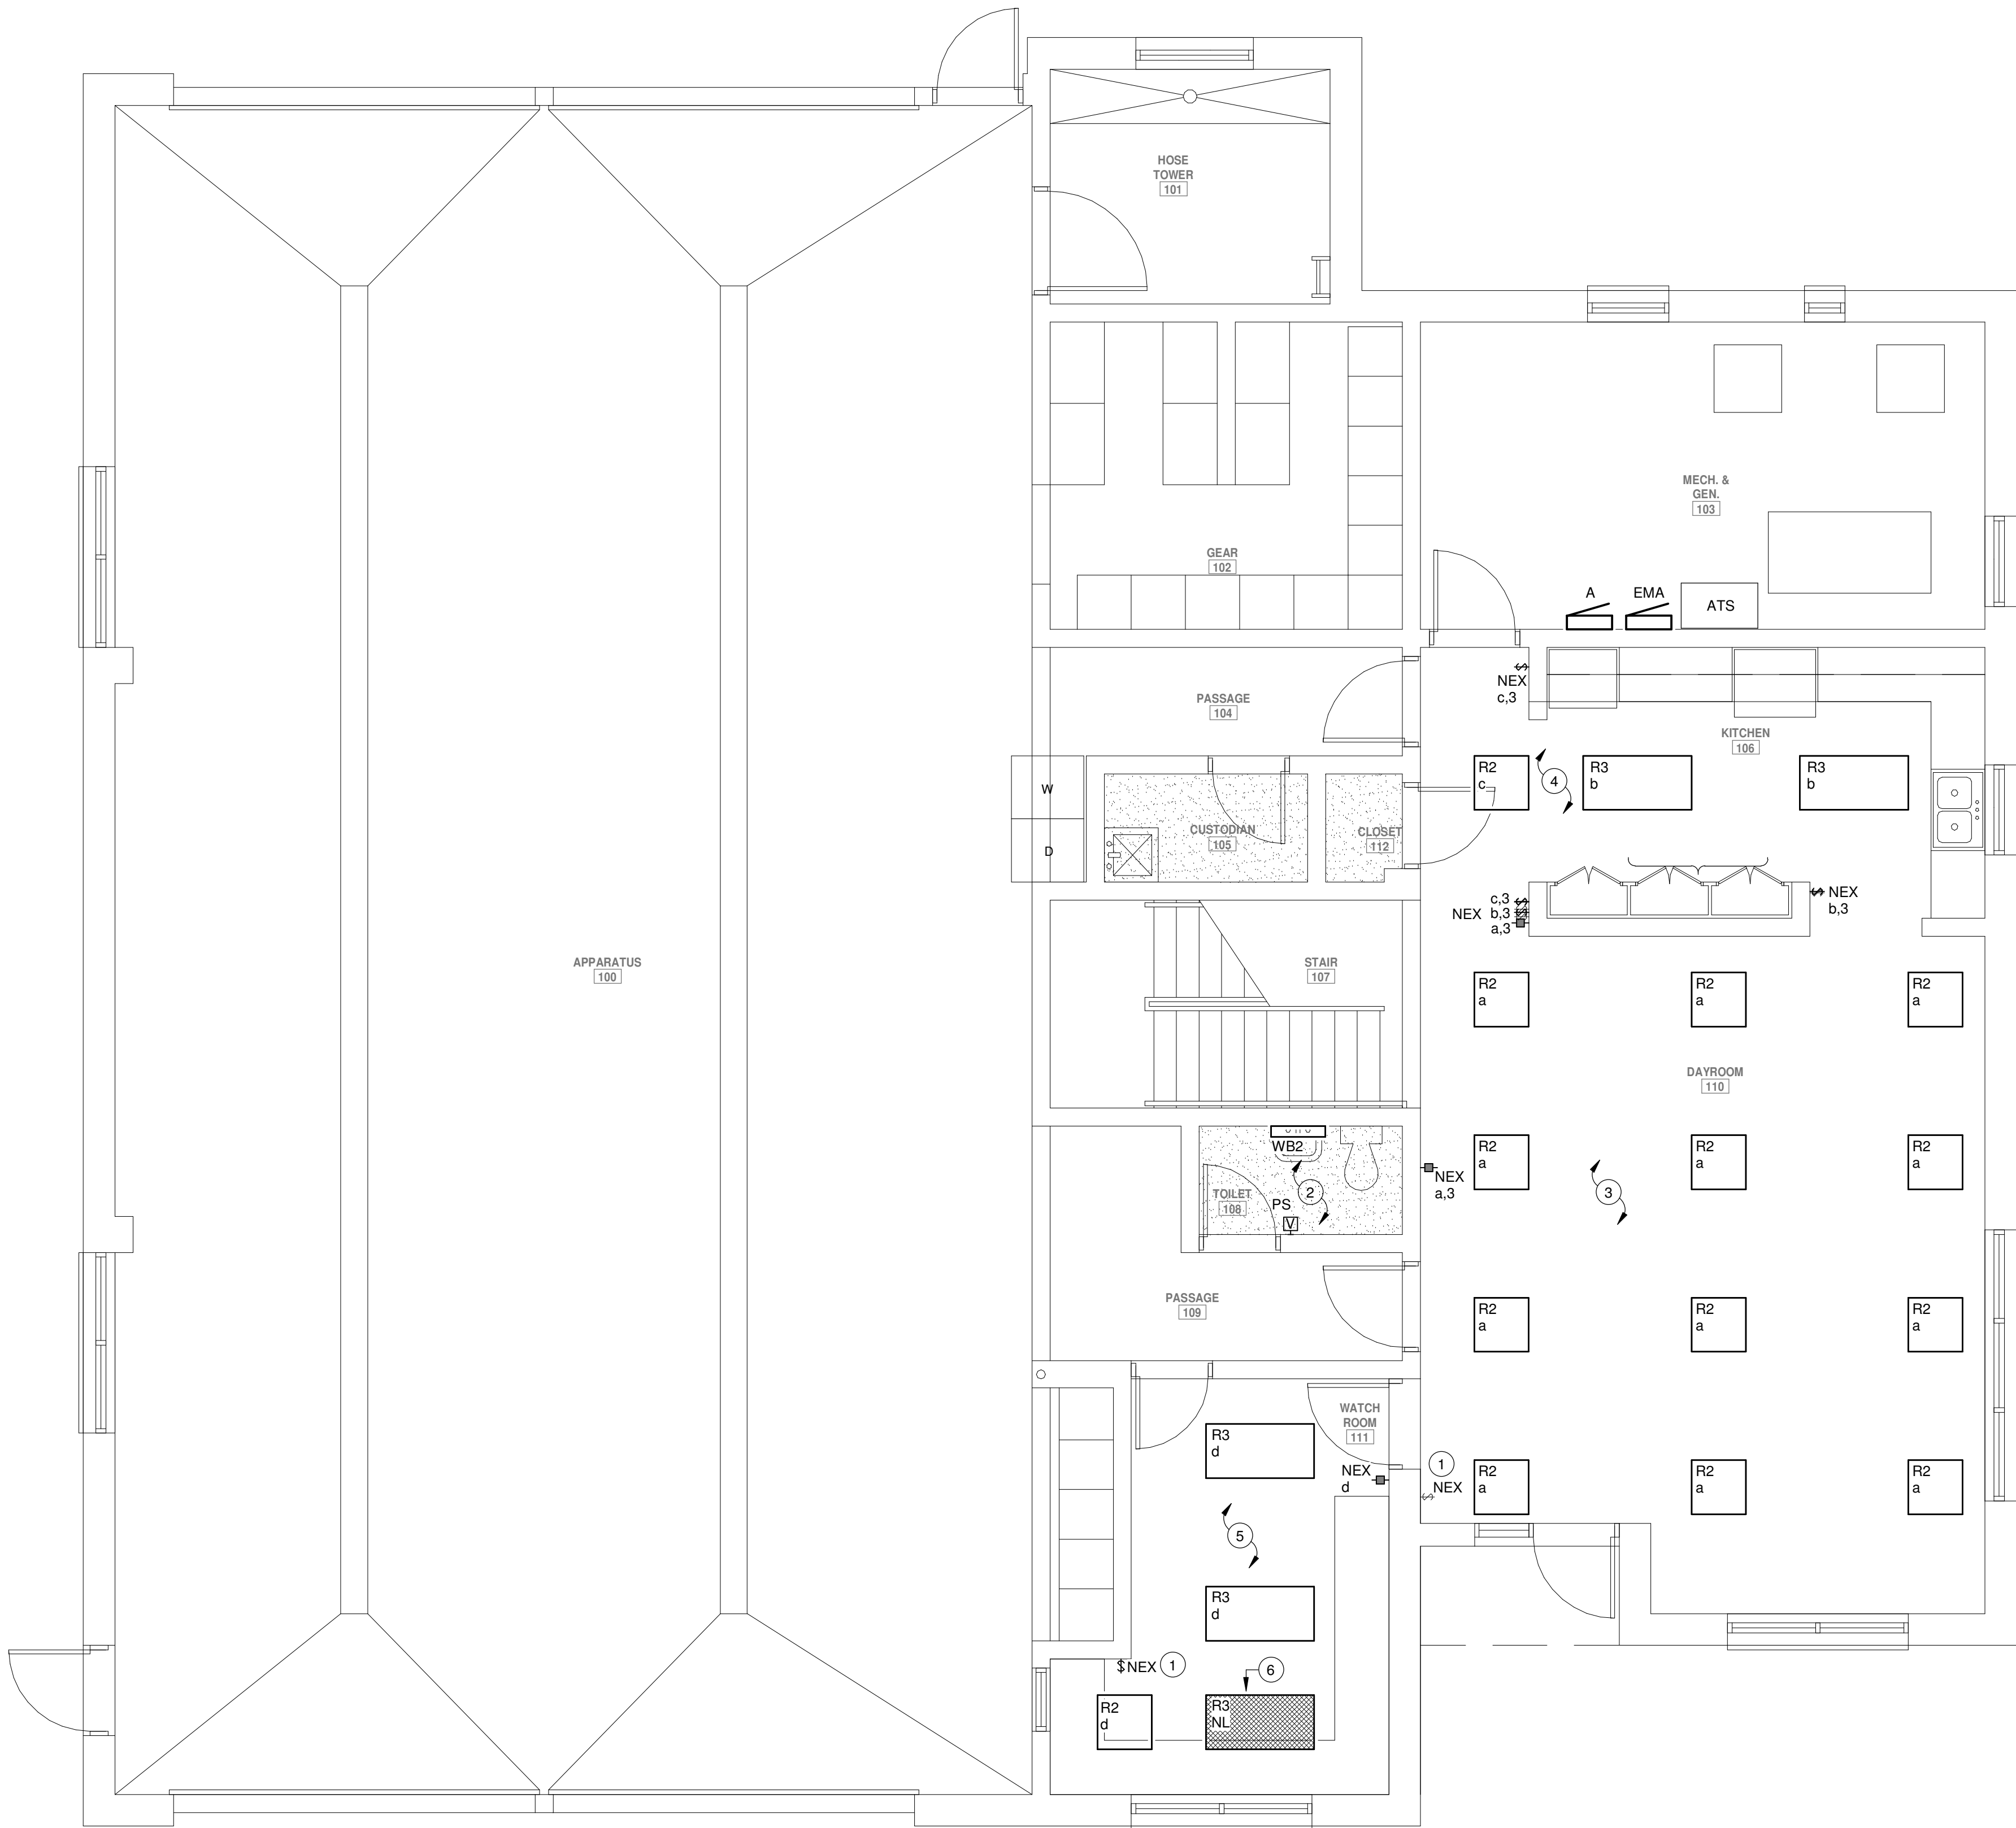 HOSE
TOWER
101
MECH. &
GEN.
103
GEAR
102
A
EMA
ATS
NEX
c,3
PASSAGE
104
KITCHEN
106
R2
c
4
R3
b
R3
b
W
D
CUSTODIAN
105
CLOSET
112
c,3
NEX b,3
a,3
NEX
b,3
APPARATUS
100
STAIR
107
R2
a
R2
a
R2
a
DAYROOM
110
WB2
TOILET
108
PS
V
2
NEX
a,3
R2
a
3
R2
a
R2
a
PASSAGE
109
R2
a
R2
a
R2
a
WATCH
ROOM
111
R3
d
NEX
d
1
NEX
R2
a
R2
a
R2
a
5
R3
d
$ NEX 1
6
R2
d
R3
NL